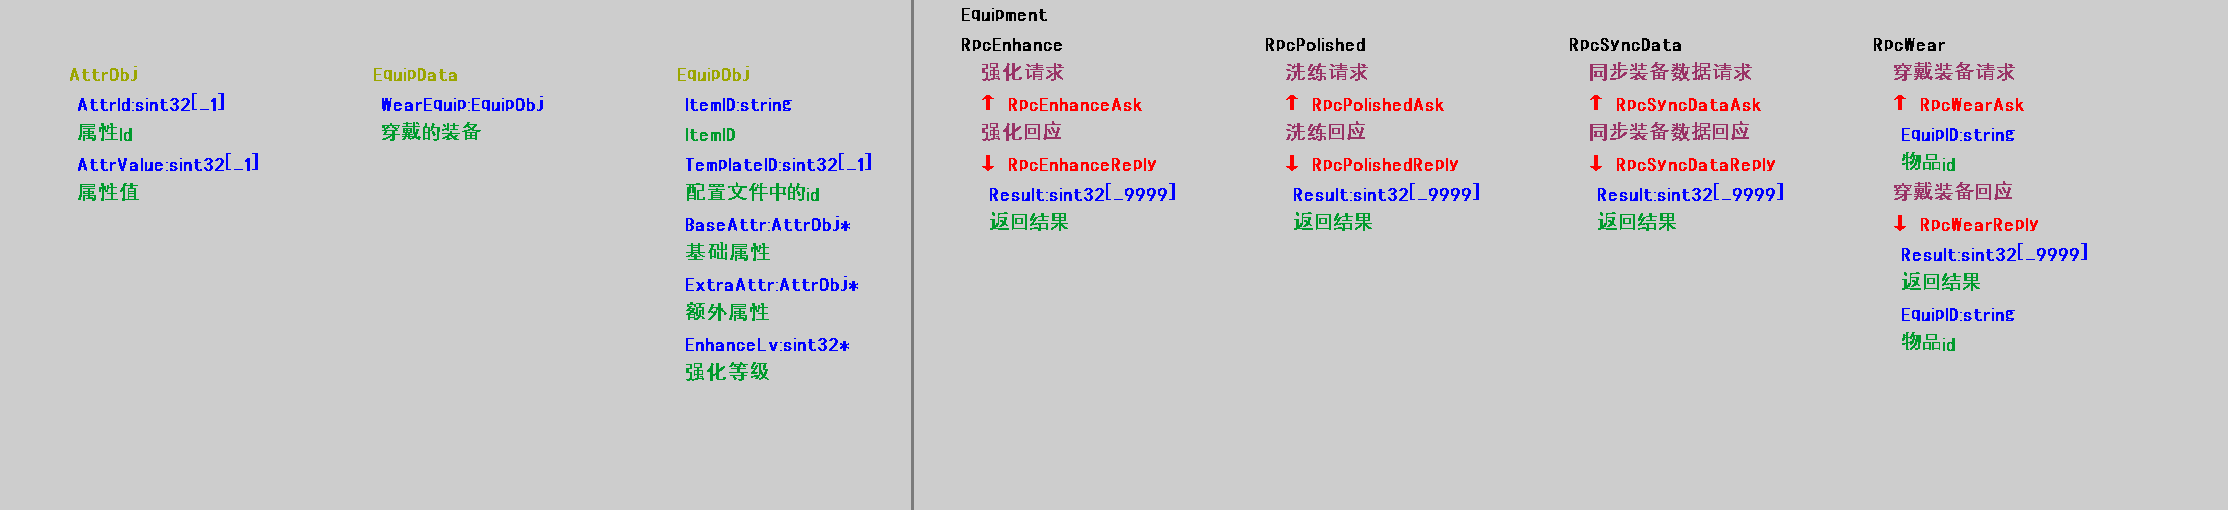 AttrObj
AttrId:sint32[_1]
属性Id
AttrValue:sint32[_1]
属性值
EquipData
WearEquip:EquipObj
穿戴的装备
EquipObj
ItemID:string
ItemID
TemplateID:sint32[_1]
配置文件中的id
BaseAttr:AttrObj*
基础属性
ExtraAttr:AttrObj*
额外属性
EnhanceLv:sint32*
强化等级
Equipment
RpcEnhance
强化请求
↑ RpcEnhanceAsk
强化回应
↓ RpcEnhanceReply
Result:sint32[_9999]
返回结果
RpcPolished
洗练请求
↑ RpcPolishedAsk
洗练回应
↓ RpcPolishedReply
Result:sint32[_9999]
返回结果
RpcSyncData
同步装备数据请求
↑ RpcSyncDataAsk
同步装备数据回应
↓ RpcSyncDataReply
Result:sint32[_9999]
返回结果
RpcWear
穿戴装备请求
↑ RpcWearAsk
EquipID:string
物品id
穿戴装备回应
↓ RpcWearReply
Result:sint32[_9999]
返回结果
EquipID:string
物品id